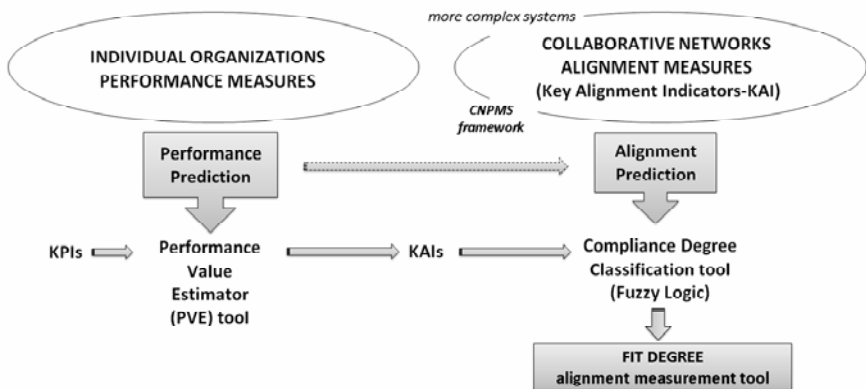 more complex systems
INDIVIDUAL ORGANIZATIONS
PERFORMANCE MEASURES
COLLABORATIVE NETWORKS
ALIGNMENT MEASURES
(Key Alignment Indicators-KAI)
CNPMS
framework
Performance
Prediction
Alignment
Prediction
KPIs
Performance
Value
Estimator
(PVE) tool
KAIs
Compliance Degree
Classification tool
(Fuzzy Logic)
FIT DEGREE
alignment measurement tool